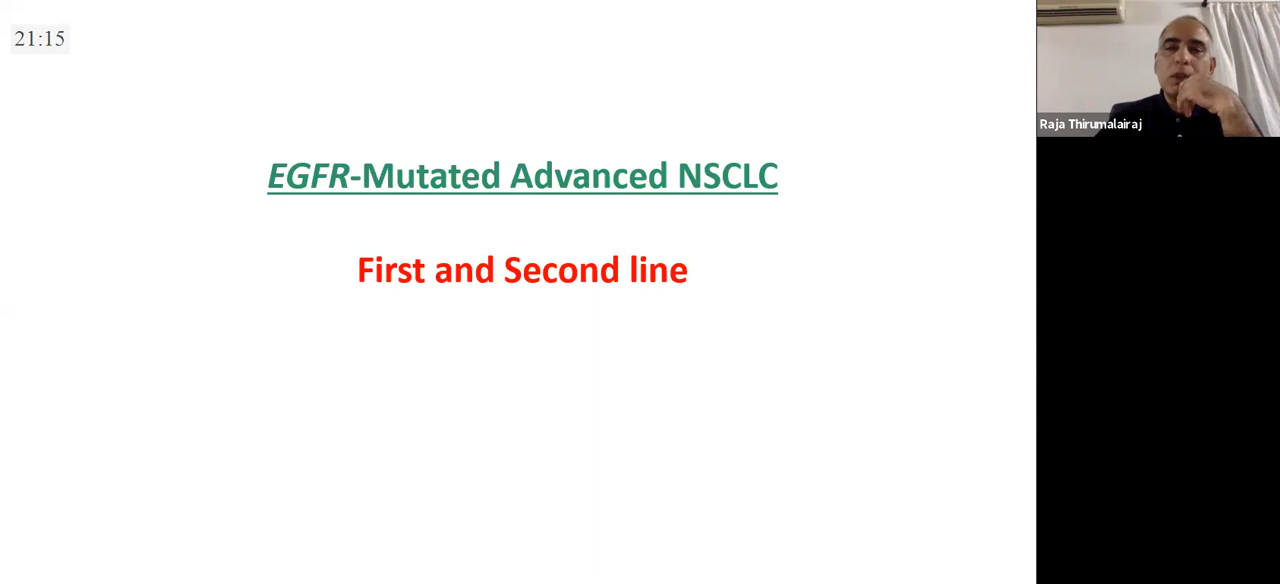 21:15
Raja Thirumalairaj
EGFR-Mutated Advanced NSCLC
First and Second line